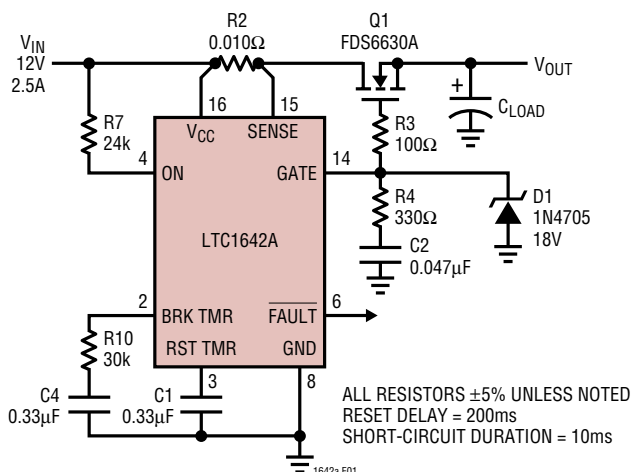 R2
0.010Ω
Q1
FDS6630A
VIN
12V
2.5A
VOUT
+
CLOAD
16
15
VCC
SENSE
R7
24k
R3
100Ω
4
ON
GATE
14
R4
330Ω
D1
1N4705
18V
LTC1642A
C2
0.047µF
2
BRK TMR
FAULT
6
R10
30k
RST TMR
GND
3
8
C4
0.33µF
C1
0.33µF
ALL RESISTORS ±5% UNLESS NOTED
RESET DELAY = 200ms
SHORT-CIRCUIT DURATION = 10ms
1642a F01